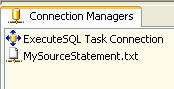 Connection Managers
ExecuteSQL Task Connection
MySourceStatement.txt